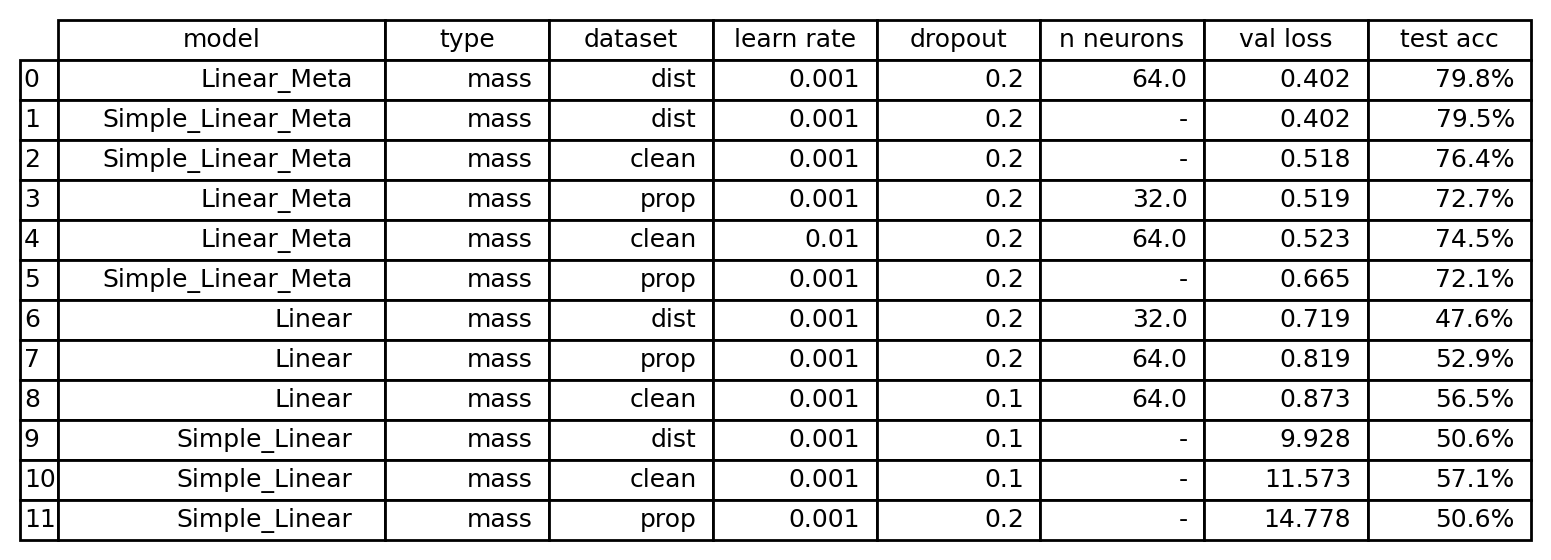 model type dataset learn rate dropout n neurons val loss test acc
0 Linear_Meta mass dist 0.001 0.2 64.0 0.402 79.8%
1 Simple_Linear_Meta mass dist 0.001 0.2 - 0.402 79.5%
2 Simple_Linear_Meta mass clean 0.001 0.2 - 0.518 76.4%
3 Linear_Meta mass prop 0.001 0.2 32.0 0.519 72.7%
4 Linear_Meta mass clean 0.01 0.2 64.0 0.523 74.5%
5 Simple_Linear_Meta mass prop 0.001 0.2 - 0.665 72.1%
6 Linear mass dist 0.001 0.2 32.0 0.719 47.6%
7 Linear mass prop 0.001 0.2 64.0 0.819 52.9%
8 Linear mass clean 0.001 0.1 64.0 0.873 56.5%
9 Simple_Linear mass dist 0.001 0.1 - 9.928 50.6%
10 Simple_Linear mass clean 0.001 0.1 - 11.573 57.1%
11 Simple_Linear mass prop 0.001 0.2 - 14.778 50.6%